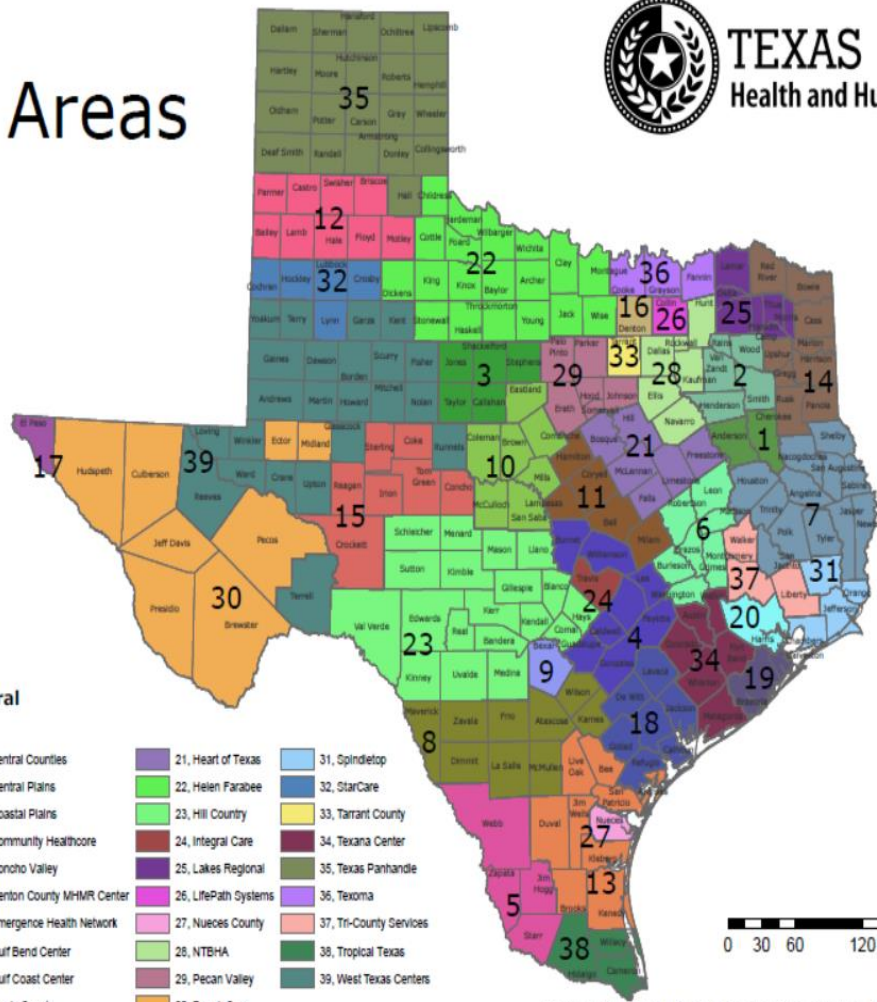 Areas
TEXAS
Health and Hu
Hansford
Dallam Sherman Ochiltree Lipscomb
Hutchinson
Hartley Moore Roberts Hemphill
35
Oldham Potter Carson Gray Wheeler
Armstrong
Deaf Smith Randall Donley Collingsworth
Parmer Castro Swisher Briscoe Hall Childress
12
Bailey Lamb Hale Floyd Motley Cottle Foard Wilbarger Wichita
22
Lubbock
Cochran Hockley 32 Crosby Dickens King Knox Baylor Archer Clay Montague
36
Cooke Grayson Fannin Lamar Red River Bowie
Yoakum Terry Lynn Garza Kent Stonewall Haskell Throckmorton Young Jack Wise
16
Denton
Collin
26
Hunt
25
Cass
Gaines Dawson Borden Scurry Fisher Jones Shackelford Stephens Palo Pinto Parker
33
Dallas Rockwall
Kaufman Van Zandt Rains Wood Upshur Marion Harrison Gregg
3
29
28
2
14
Andrews Martin Howard Mitchell Nolan Taylor Callahan Eastland Erath Hood Somervell Johnson Ellis Henderson Smith Rusk Panola
El Paso
17
Hudspeth Culberson
Loving Winkler Ector Midland Glasscock Sterling Coke Runnels Coleman Brown Comanche Hamilton Bosque Hill Navarro Freestone Anderson Cherokee Nacogdoches Shelby San Augustine Sabine
39
10
21
1
Reeves Ward Crane Upton Reagan Irion Tom Green Concho McCulloch San Saba Mills Lampasas Coryell McLennan Limestone Falls Leon Houston Angelina
15
11
6
7
Jeff Davis Pecos Crockett Schleicher Menard Mason Llano Burnet Bell Milam Robertson Trinity Polk Tyler Jasper
Presidio
30
Brewster
Terrell
Sutton Kimble Gillespie Blanco Travis Williamson Lee Burleson Brazos Grimes Walker
24
37
31
Val Verde Edwards Real Kerr Kendall Bandera Hays Comal Caldwell Fayette Washington Montgomery Liberty Orange Jefferson
23
4
20
Harris Chambers
Kinney Uvalde Medina Bexar
9
Guadalupe Gonzales Lavaca
34
19
Maverick Zavala Frio Atascosa Wilson Karnes De Witt Jackson Wharton Matagorda Brazoria
8
18
Dimmit La Salle McMullen Live Oak Bee Goliad Refugio
San Patricio
Webb Duval Jim Wells Nueces
27
Kleberg
Zapata Jim Hogg Brooks Kenedy
5
13
Starr
38
Hidalgo Willacy Cameron
ral
entral Counties
entral Plains
oastal Plains
ommunity Healthcore
oncho Valley
enton County MHMR Center
mergence Health Network
ulf Bend Center
ulf Coast Center
21, Heart of Texas
22, Helen Farabee
23, Hill Country
24, Integral Care
25, Lakes Regional
26, LifePath Systems
27, Nueces County
28, NTBHA
29, Pecan Valley
31, Spindletop
32, StarCare
33, Tarrant County
34, Texana Center
35, Texas Panhandle
36, Texoma
37, Tri-County Services
38, Tropical Texas
39, West Texas Centers
0 30 60 120